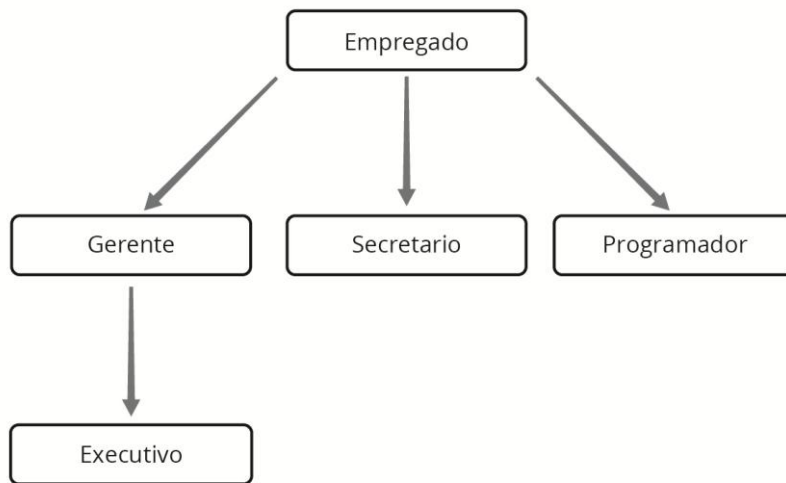 Empregado
Gerente
Secretario
Programador
Executivo